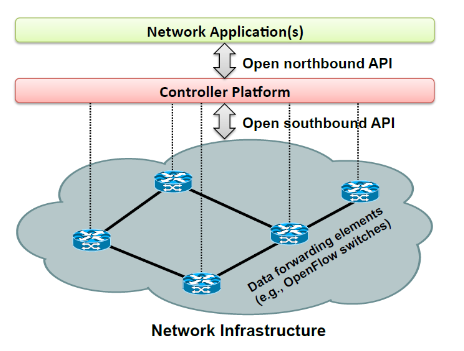 Network Application(s)
Open northbound API
Controller Platform
Open southbound API
Data forwarding elements
(e.g., OpenFlow switches)
Network Infrastructure